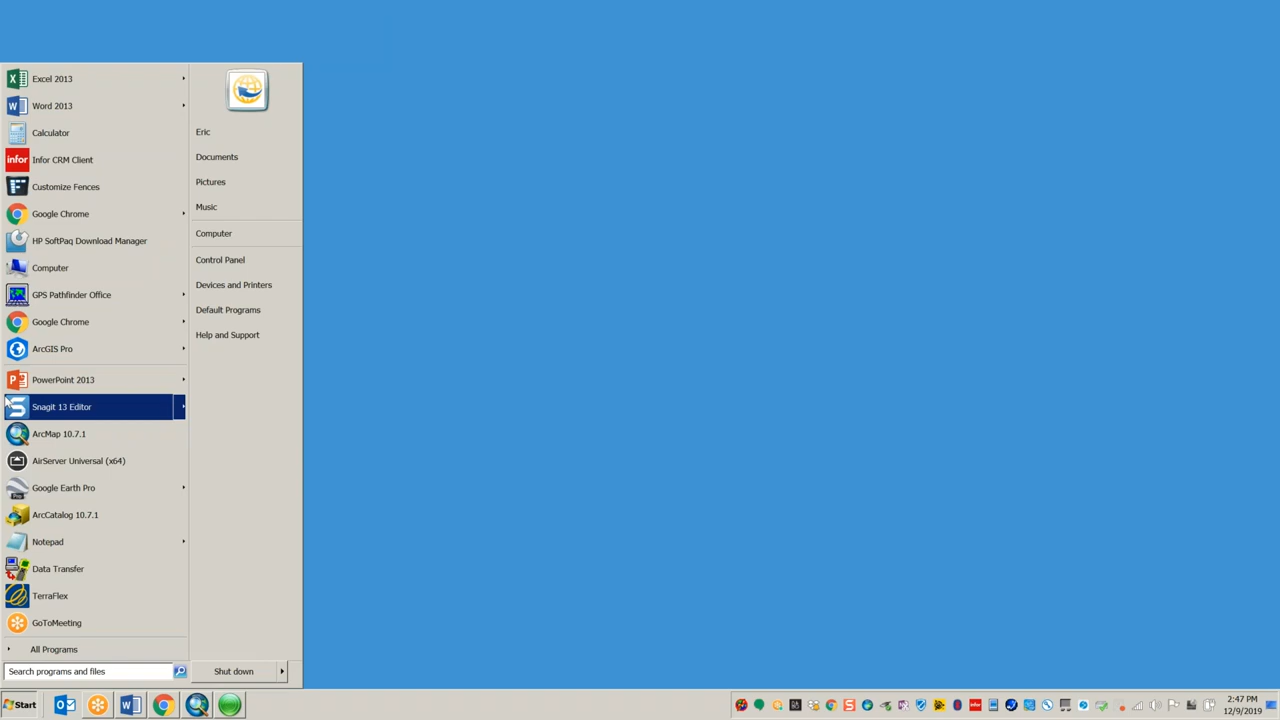 Excel 2013
Word 2013
Calculator
infor Infor CRM Client
Customize Fences
Google Chrome
HP SoftPaq Download Manager
Computer
GPS Pathfinder Office
Google Chrome
ArcGIS Pro
PowerPoint 2013
Snagit 13 Editor
ArcMap 10.7.1
AirServer Universal (x64)
Google Earth Pro
ArcCatalog 10.7.1
Notepad
Data Transfer
TerraFlex
GoToMeeting
All Programs
Search programs and files
Eric
Documents
Pictures
Music
Computer
Control Panel
Devices and Printers
Default Programs
Help and Support
Shut down
Start
2:47 PM
12/9/2019